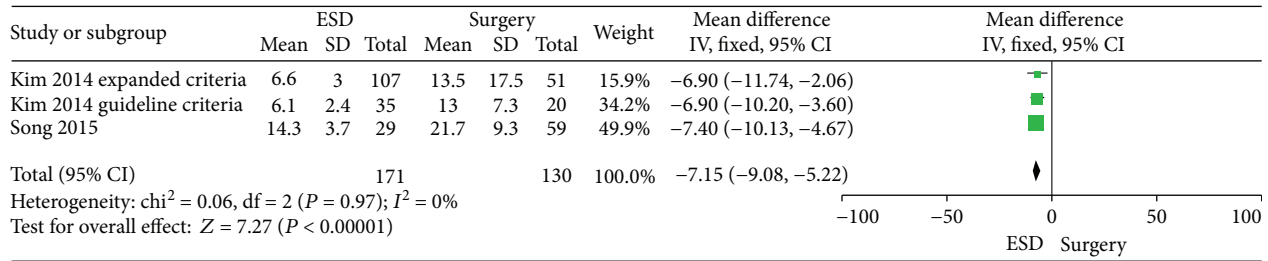 Study or subgroup ESD Surgery Weight Mean difference Mean difference
Mean SD Total Mean SD Total IV, fixed, 95% CI IV, fixed, 95% CI
Kim 2014 expanded criteria 6.6 3 107 13.5 17.5 51 15.9% −6.90 (−11.74, −2.06)
Kim 2014 guideline criteria 6.1 2.4 35 13 7.3 20 34.2% −6.90 (−10.20, −3.60)
Song 2015 14.3 3.7 29 21.7 9.3 59 49.9% −7.40 (−10.13, −4.67)
Total (95% CI) 171 130 100.0% −7.15 (−9.08, −5.22)
Heterogeneity: chi² = 0.06, df = 2 (P = 0.97); I² = 0%
Test for overall effect: Z = 7.27 (P < 0.00001)
−100 −50 0 50 100
ESD Surgery